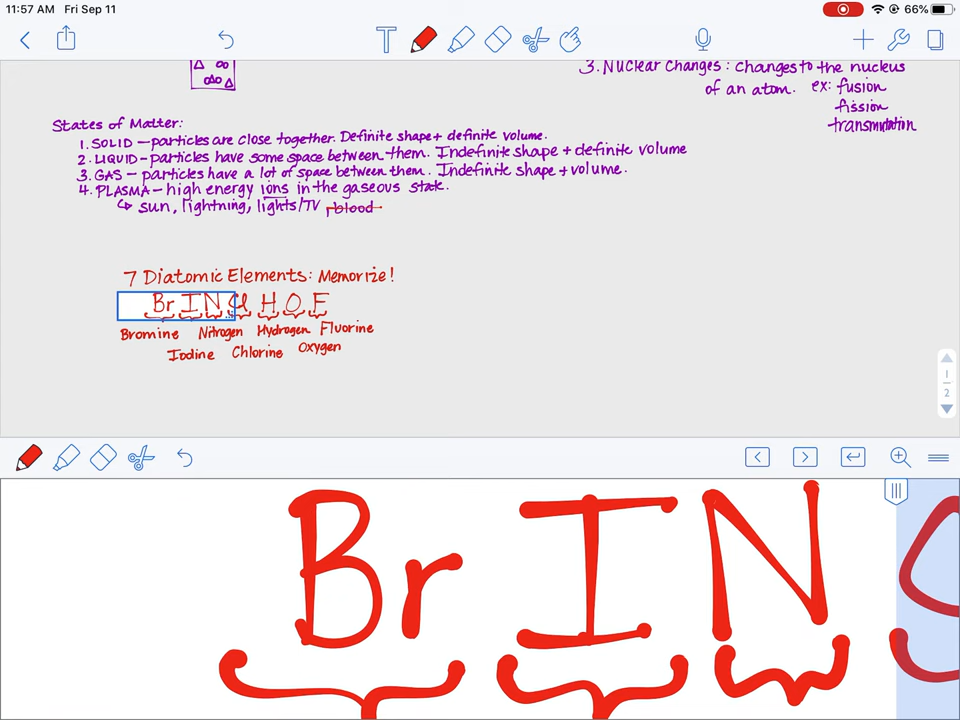 11:57 AM Fri Sep 11
66%
3. Nuclear Changes: changes to the nucleus
of an atom. ex: fusion
fission
transmutation
States of Matter:
1. SOLID – particles are close together. Definite shape + definite volume.
2. LIQUID – particles have some space between them. Indefinite shape + definite volume
3. GAS – particles have a lot of space between them. Indefinite shape + volume.
4. PLASMA – high energy ions in the gaseous state.
↳ sun, lightning, lights/TV blood
7 Diatomic Elements: Memorize!
Br I N Cl H O F
Bromine Nitrogen Hydrogen Fluorine
Iodine Chlorine Oxygen
1
2
Br I N